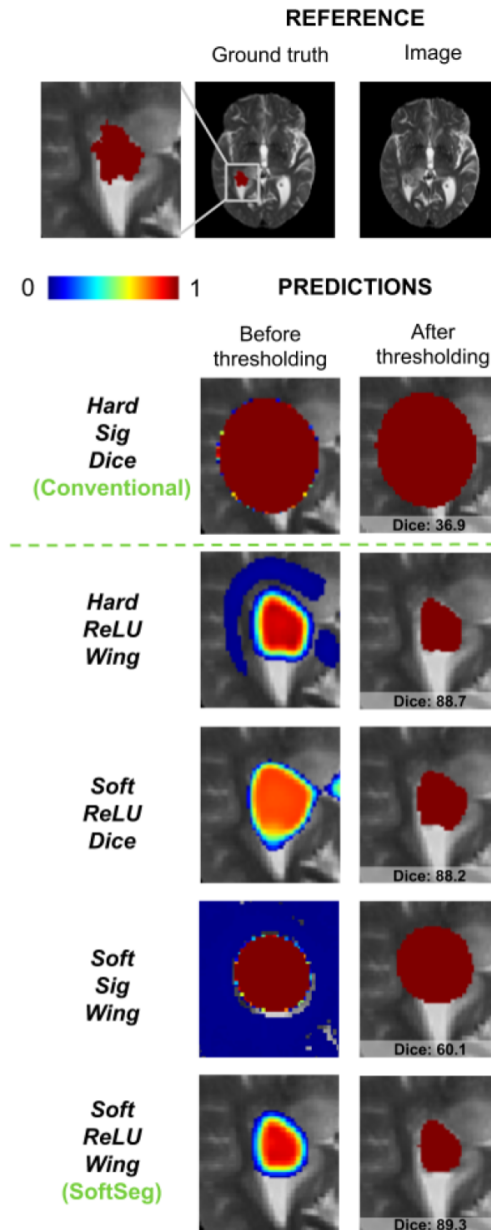 REFERENCE
Ground truth
Image
0
1
PREDICTIONS
Before
thresholding
After
thresholding
Hard
Sig
Dice
(Conventional)
Dice: 36.9
Hard
ReLU
Wing
Dice: 88.7
Soft
ReLU
Dice
Dice: 88.2
Soft
Sig
Wing
Dice: 60.1
Soft
ReLU
Wing
(SoftSeg)
Dice: 89.3